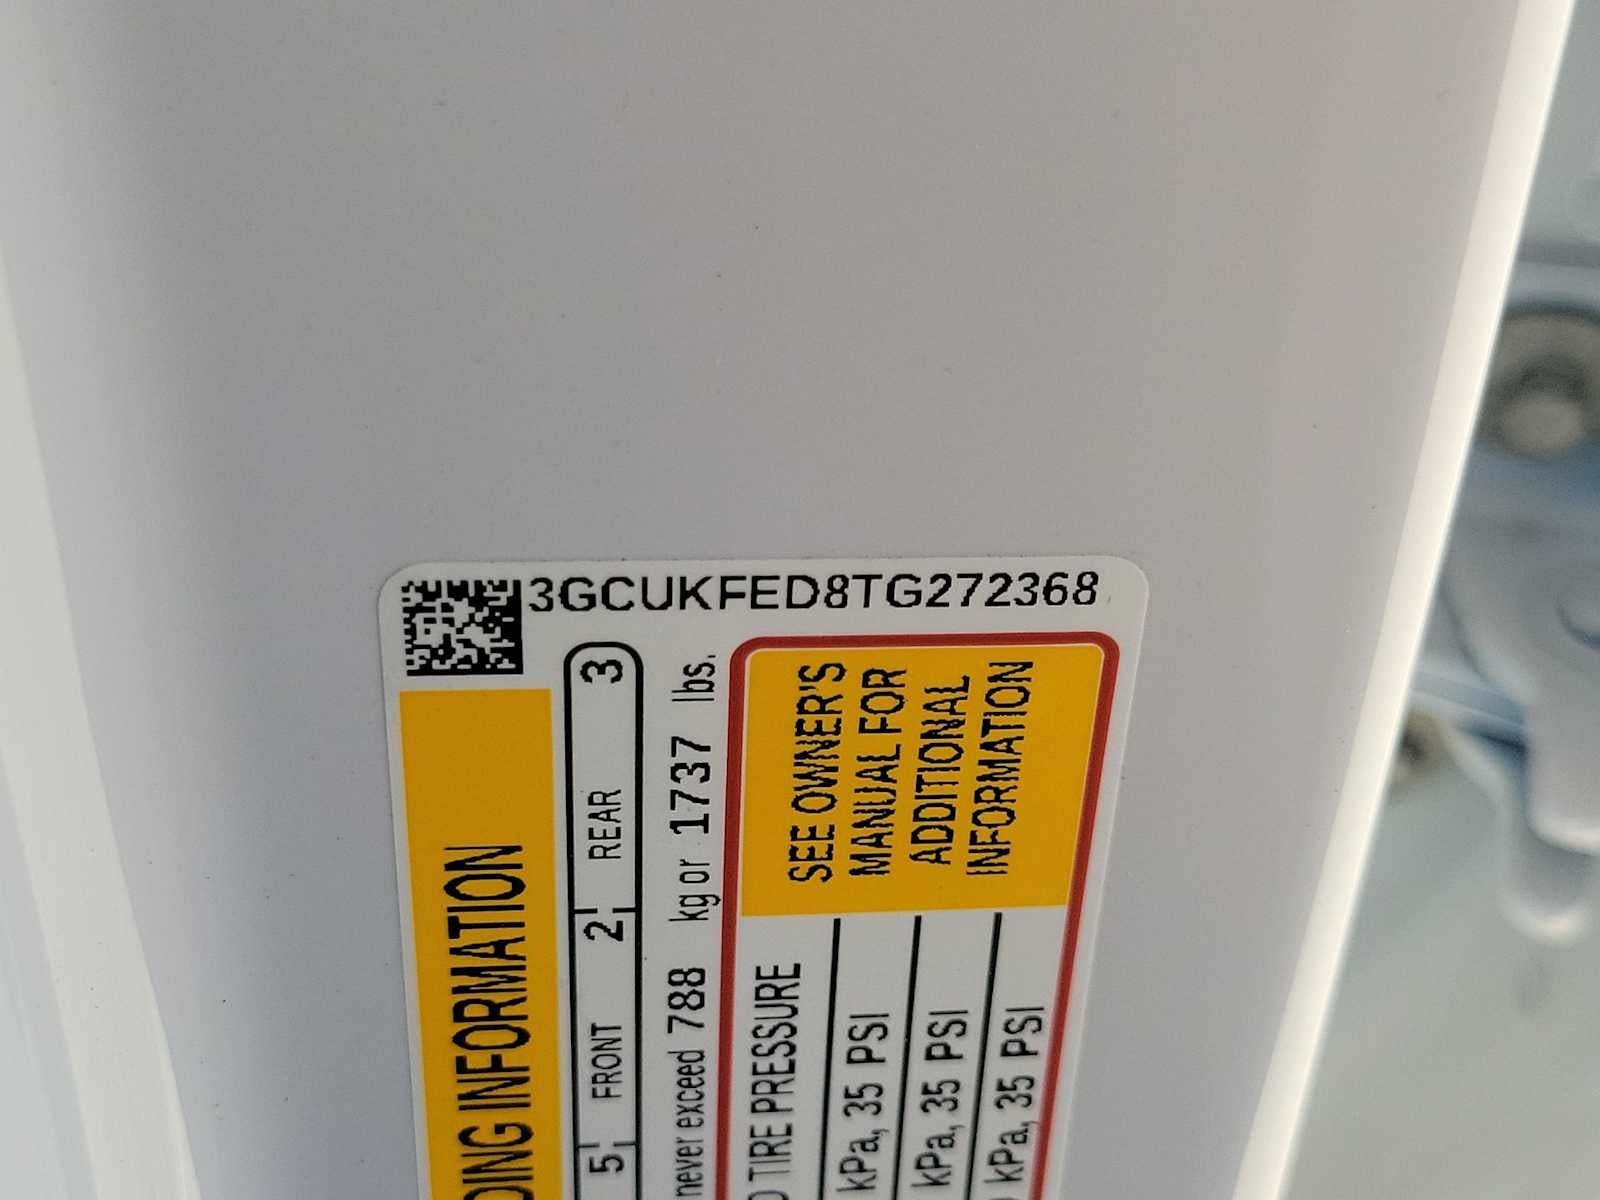 3GCUKFED8TG272368
DING INFORMATION
5 FRONT 2 REAR 3
never exceed 788 kg or 1737 lbs.
TIRE PRESSURE
kPa, 35 PSI
kPa, 35 PSI
kPa, 35 PSI
SEE OWNER'S
MANUAL FOR
ADDITIONAL
INFORMATION